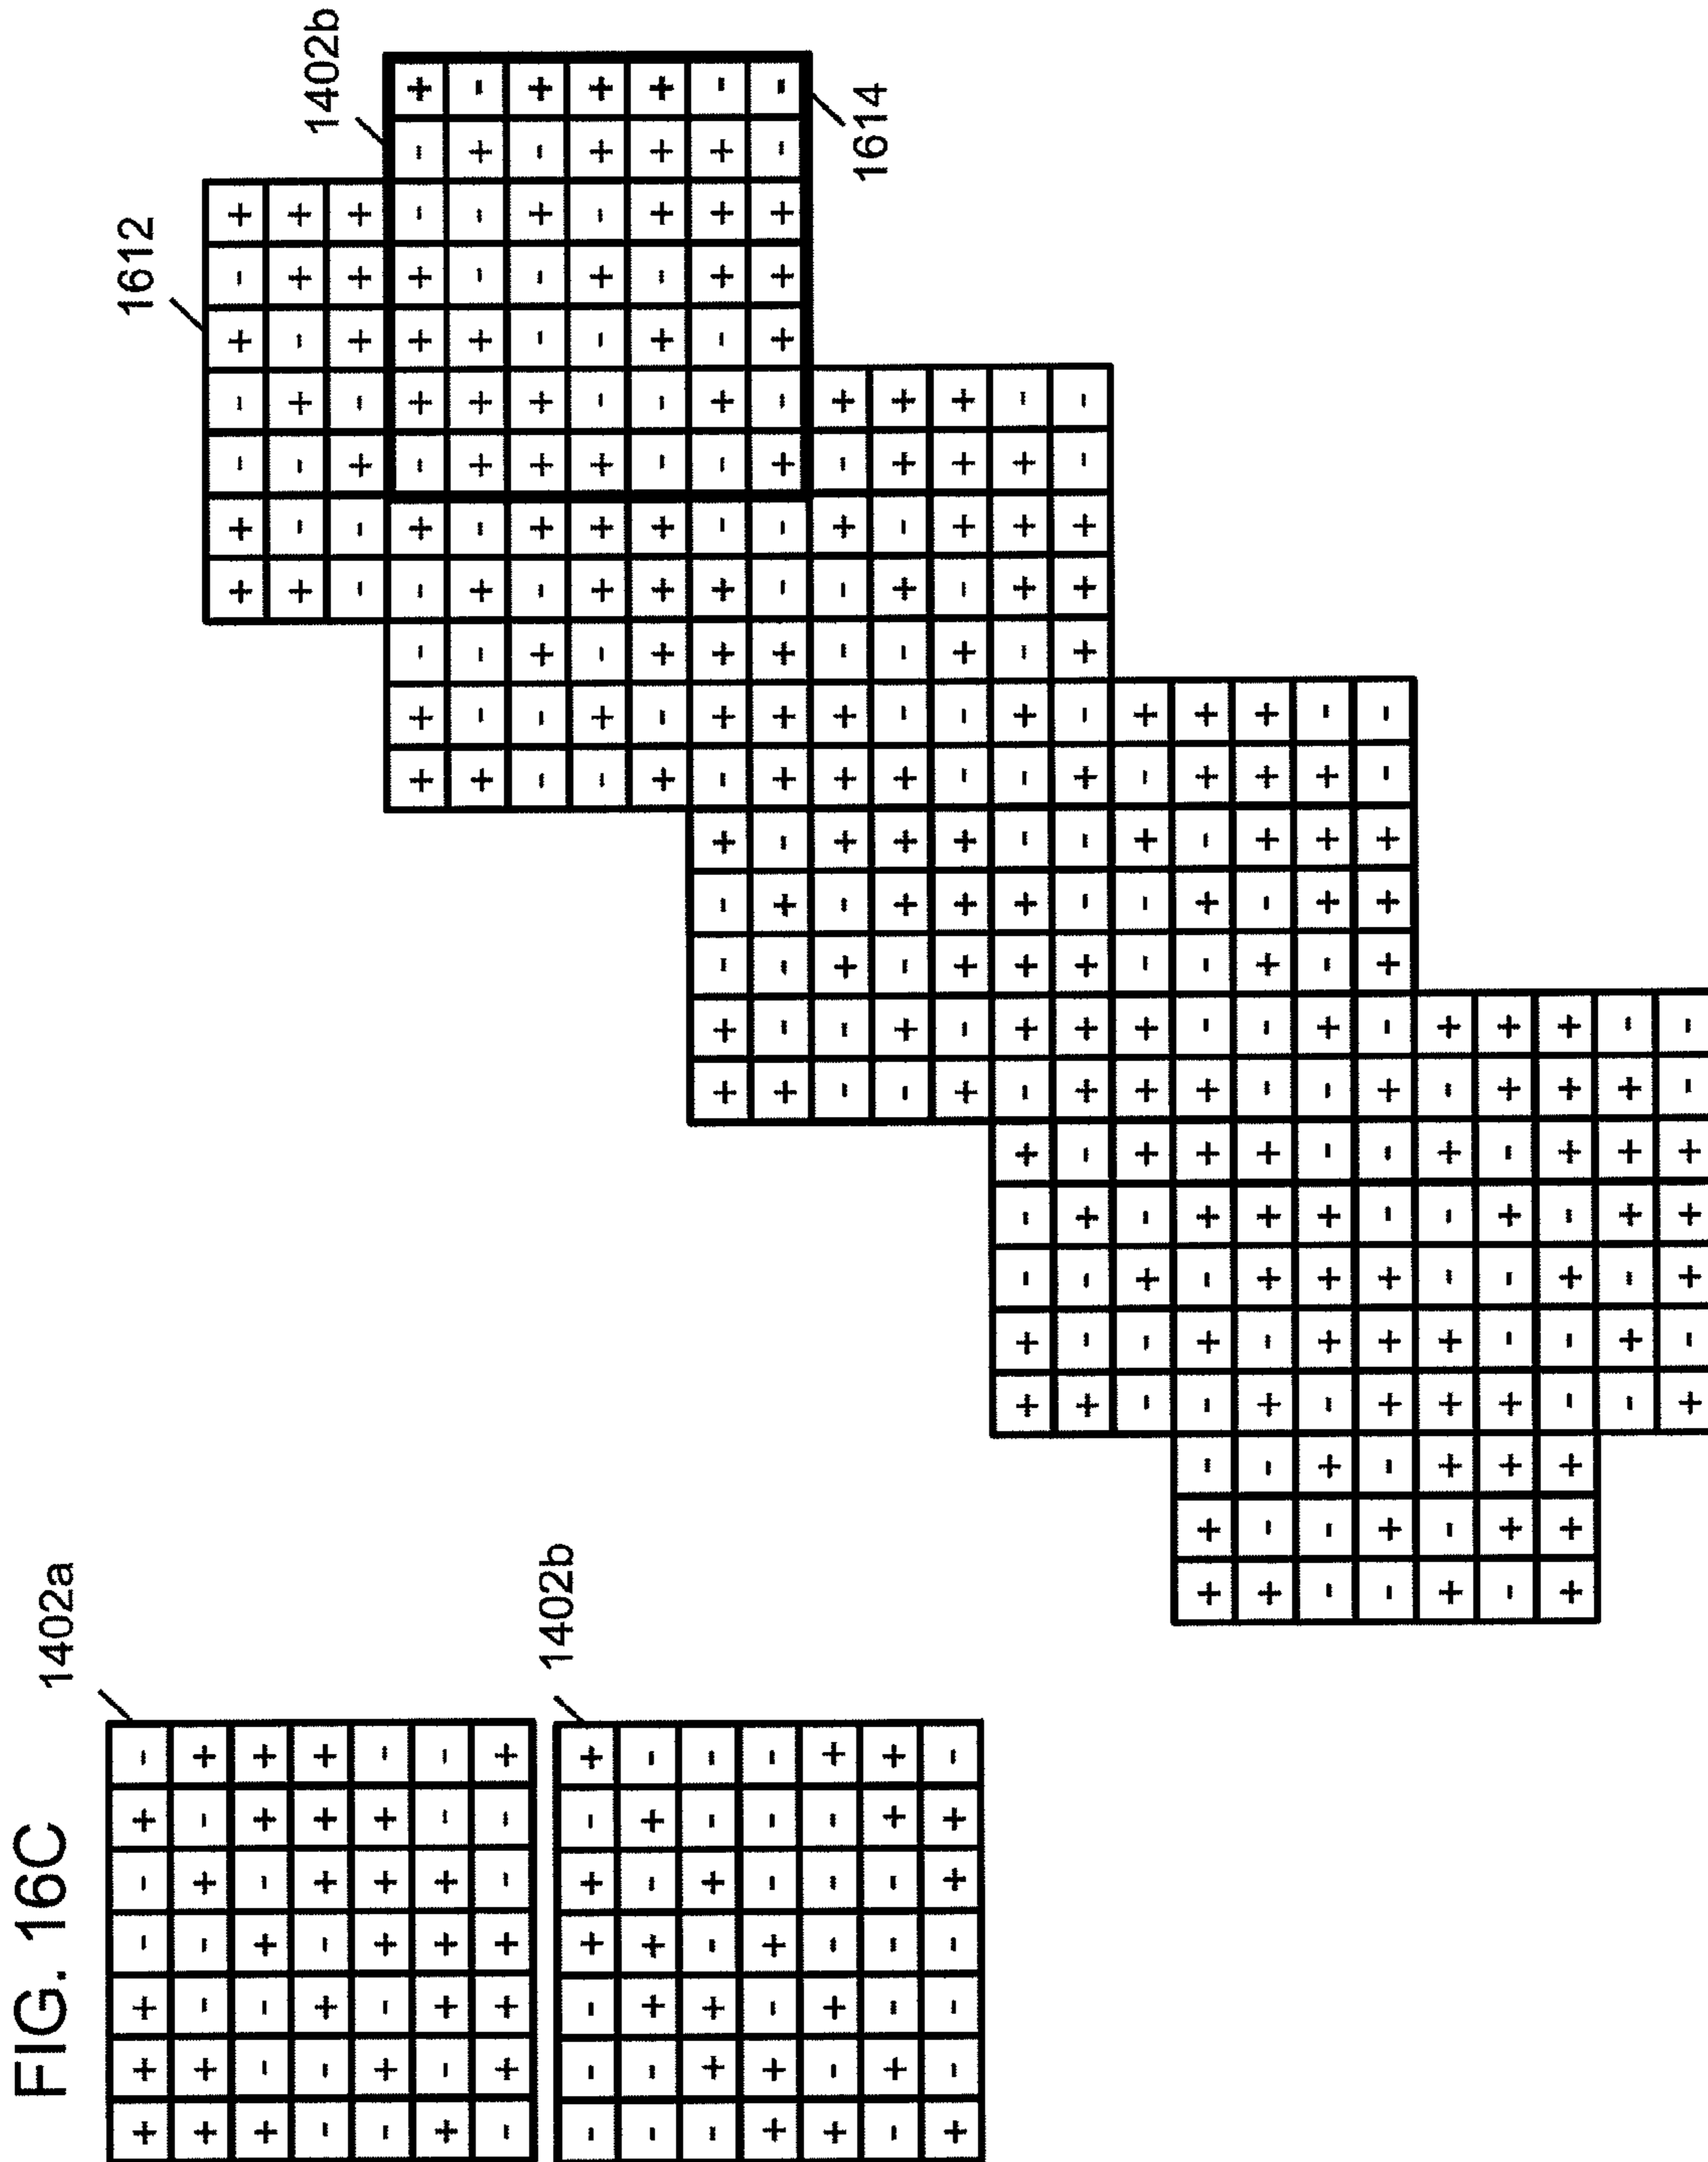 FIG. 16C
1402a
+ + + - - + -
+ + - - + - +
+ - - + - + +
- - + - + + +
- + - + + + -
+ - + + + - -
- + + + - - +
1402b
- - - + + - +
- - + + - + -
- + + - + - -
+ + - + - - -
+ - + - - - +
- + - - - + +
+ - - - + + -
1612
+ + - - + - +
+ - - + - + +
- - + - + + +
1402b
+ + - - + - + + + - - +
+ - - + - + + + - - + -
- - + - + + + - - + - +
- + - + + + - - + - + +
+ - + + + - - + - + + +
+ + - - + - + + + - - + - + + + -
+ - - + - + + + - - + - + + + - -
1614
- - + - + + + - - + - +
- + - + + + - - + - + +
+ - + + + - - + - + + +
+ + - - + - + + + - - + - + + + -
+ - - + - + + + - - + - + + + - -
- - + - + + + - - + - +
+ + - - + - + + + - - + - + +
+ - - + - + + + - - + - + + +
- - + - + + + - - + - + + + -
- + - + + + - - + - + + + - -
+ - + + + - - + - +
- + + + - - + - + +
+ + + - - + - + + +
- + - + + + -
+ - + + + - -